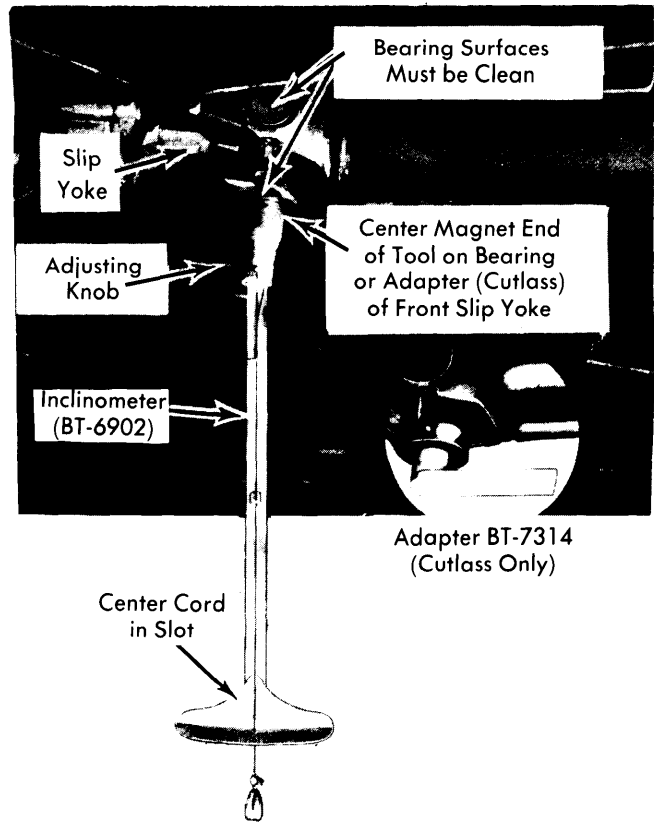 Bearing Surfaces
Must be Clean
Slip
Yoke
Center Magnet End
of Tool on Bearing
or Adapter (Cutlass)
of Front Slip Yoke
Adjusting
Knob
Inclinometer
(BT-6902)
Adapter BT-7314
(Cutlass Only)
Center Cord
in Slot